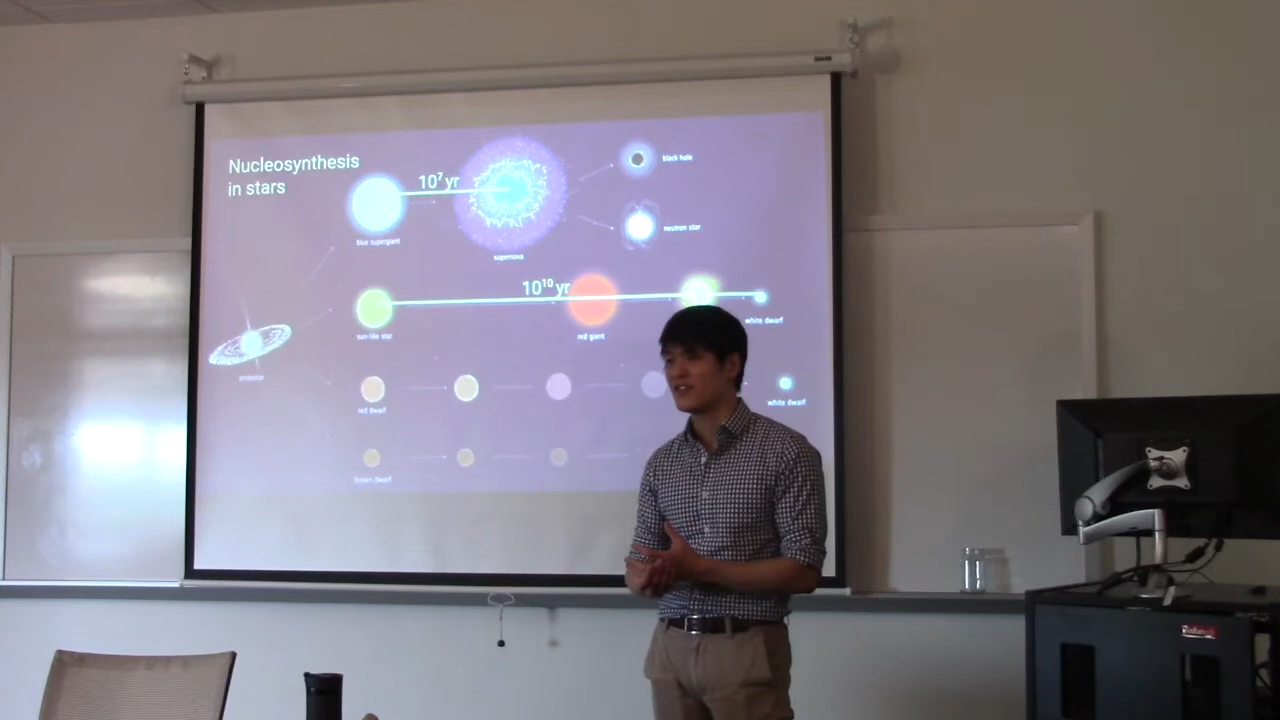 Nucleosynthesis
in stars
10⁷ yr
black hole
blue supergiant
neutron star
supernova
10¹⁰ yr
sun-like star
red giant
white dwarf
protostar
red dwarf
white dwarf
brown dwarf